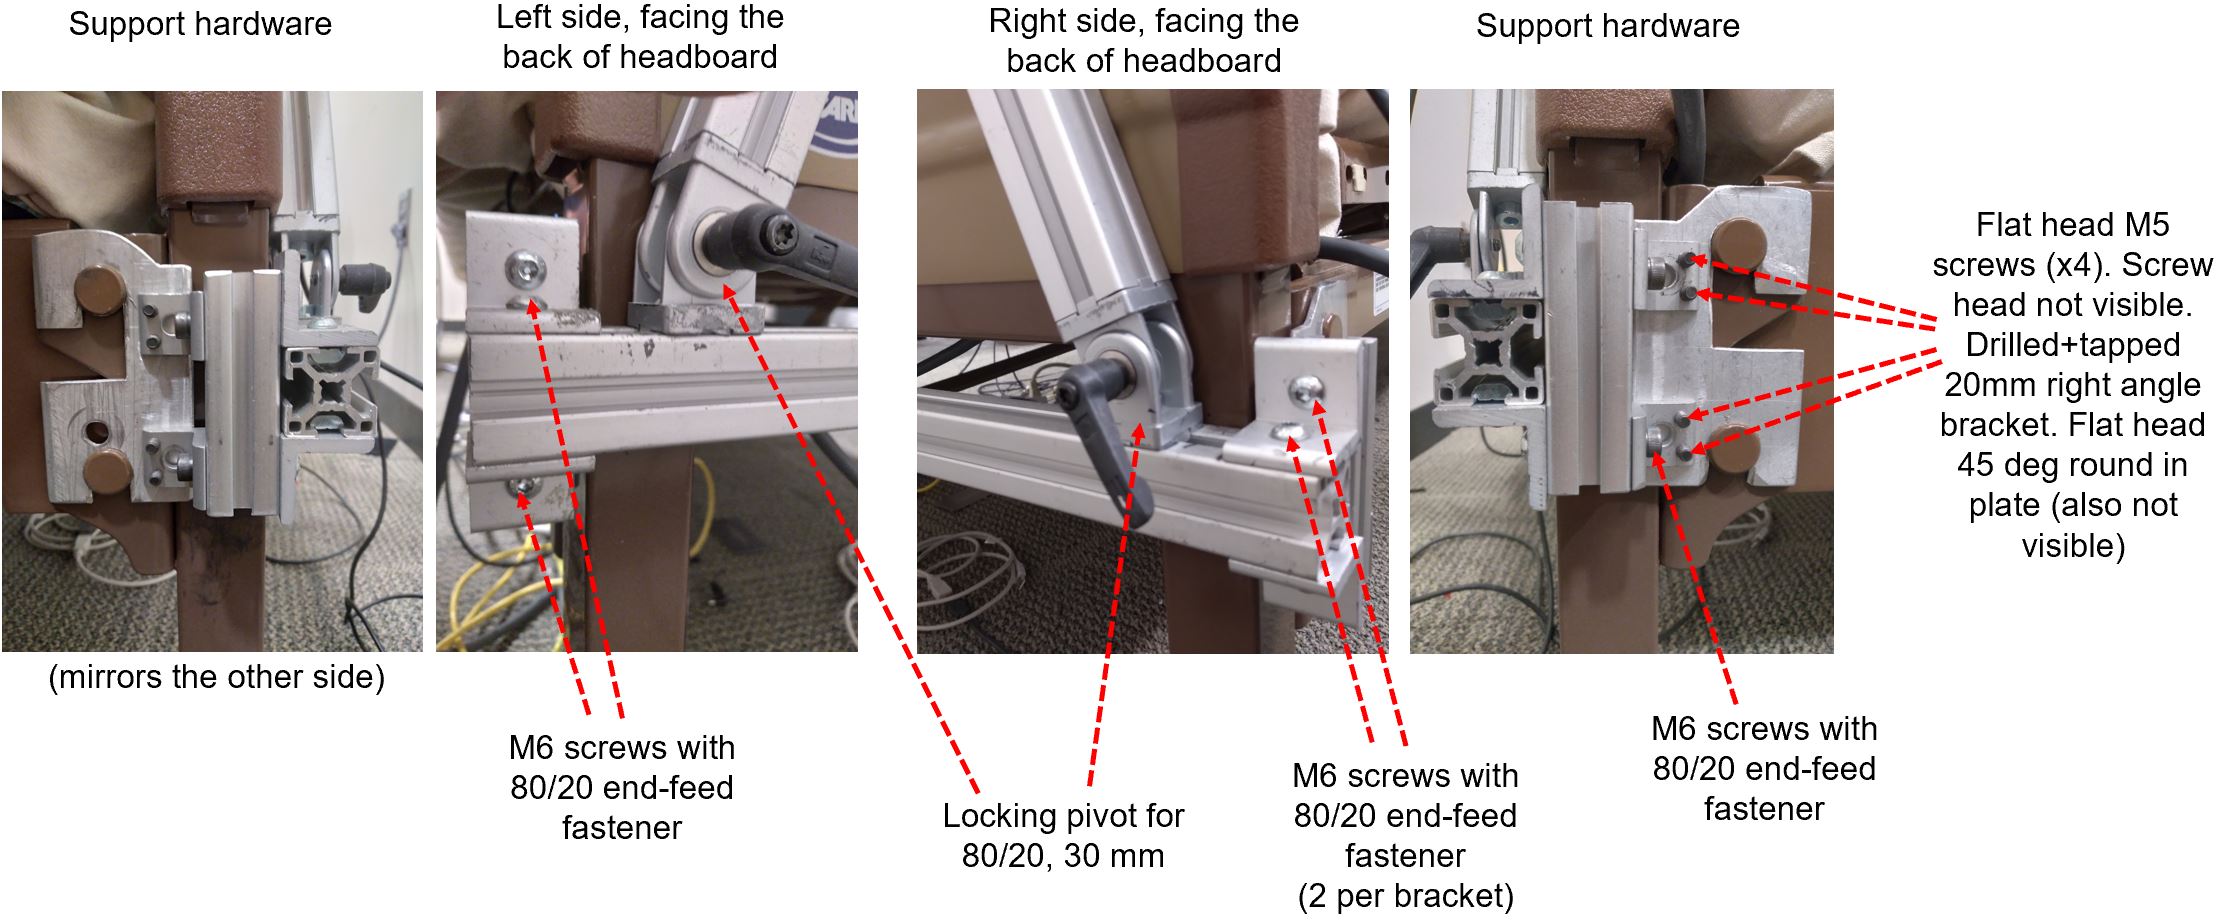 Support hardware
Left side, facing the
back of headboard
Right side, facing the
back of headboard
Support hardware
Flat head M5
screws (x4). Screw
head not visible.
Drilled+tapped
20mm right angle
bracket. Flat head
45 deg round in
plate (also not
visible)
(mirrors the other side)
M6 screws with
80/20 end-feed
fastener
Locking pivot for
80/20, 30 mm
M6 screws with
80/20 end-feed
fastener
(2 per bracket)
M6 screws with
80/20 end-feed
fastener